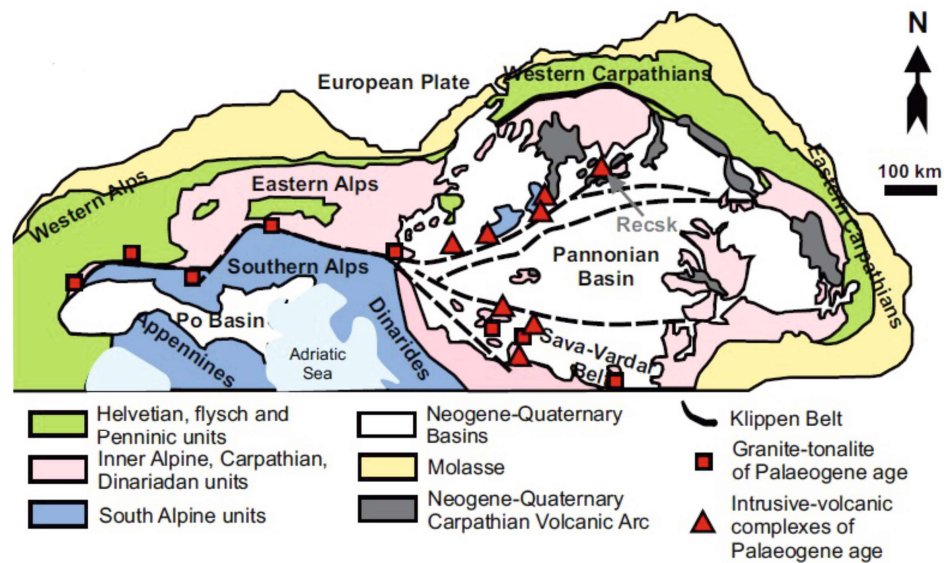 N
European Plate
Western Carpathians
100 km
Western Alps
Eastern Alps
Eastern Carpathians
Recsk
Southern Alps
Pannonian
Basin
Po Basin
Appennines
Adriatic
Sea
Dinarides
Sava-Vardar
Belt
Helvetian, flysch and
Penninic units
Inner Alpine, Carpathian,
Dinariadan units
South Alpine units
Neogene-Quaternary
Basins
Molasse
Neogene-Quaternary
Carpathian Volcanic Arc
Klippen Belt
Granite-tonalite
of Palaeogene age
Intrusive-volcanic
complexes of
Palaeogene age